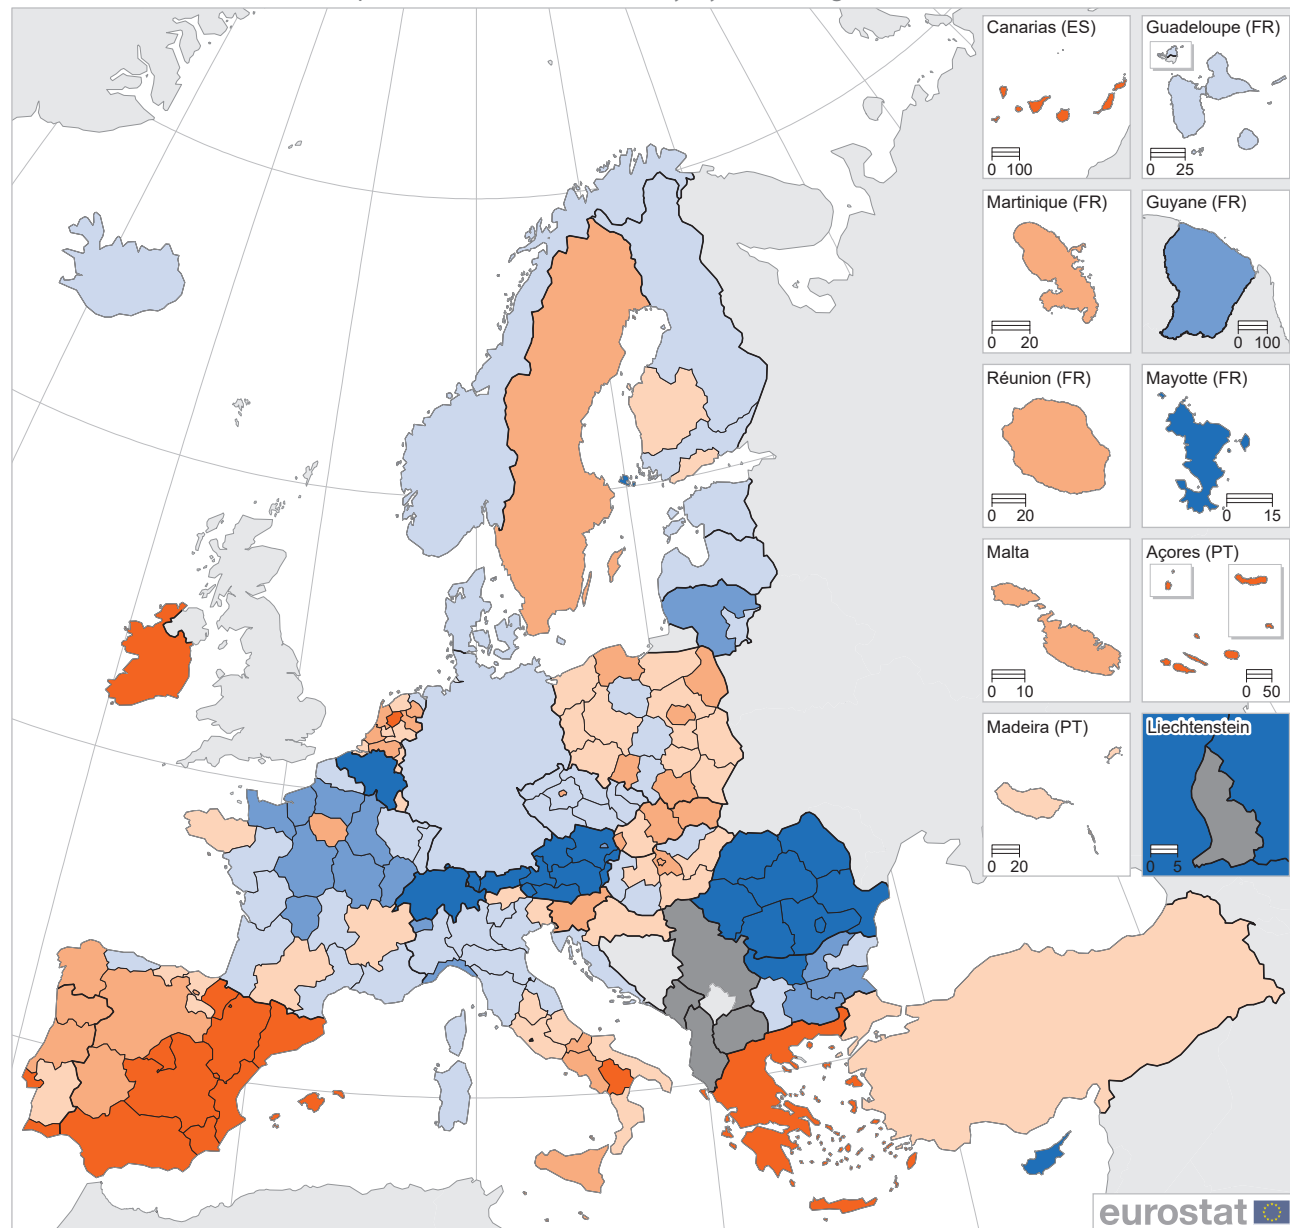 Canarias (ES)
0 100
Guadeloupe (FR)
0 25
Martinique (FR)
0 20
Guyane (FR)
0 100
Réunion (FR)
0 20
Mayotte (FR)
0 15
Malta
0 10
Açores (PT)
0 50
Madeira (PT)
0 20
Liechtenstein
0 5
eurostat